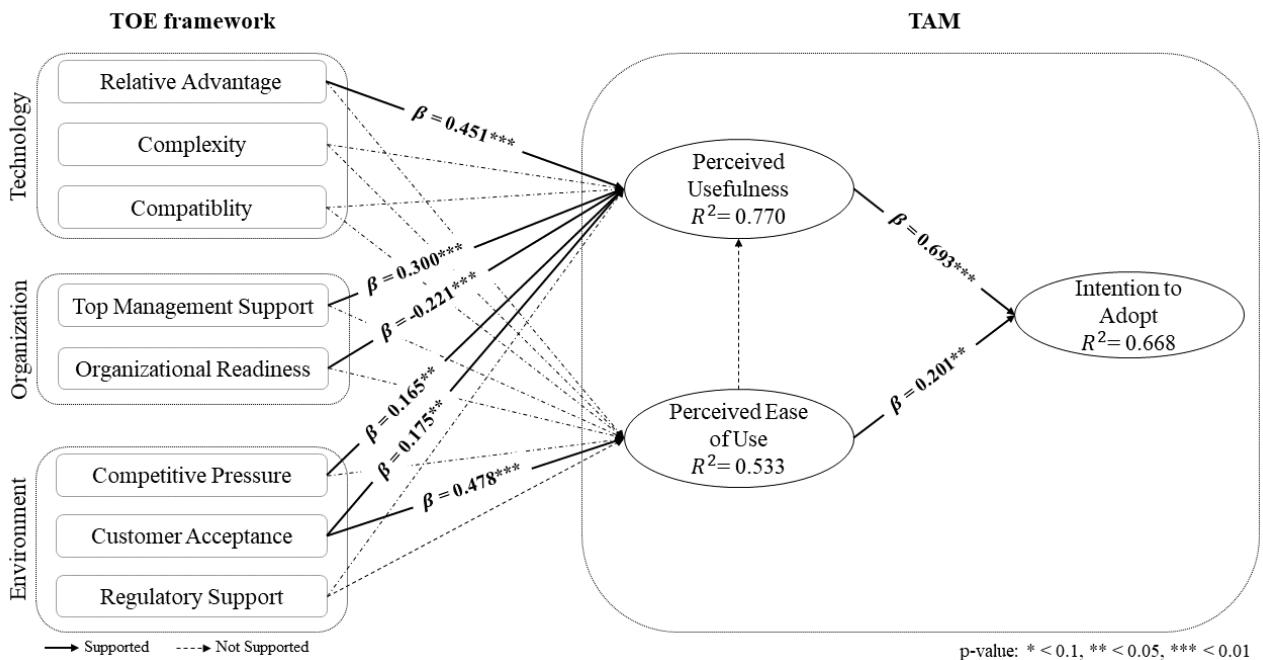 TOE framework
TAM
Technology
Relative Advantage
Complexity
Compatiblity
Organization
Top Management Support
Organizational Readiness
Environment
Competitive Pressure
Customer Acceptance
Regulatory Support
β = 0.451***
β = 0.300***
β = -0.221***
β = 0.165**
β = 0.175**
β = 0.478***
Perceived
Usefulness
R²= 0.770
Perceived Ease
of Use
R²= 0.533
β = 0.693***
β = 0.201**
Intention to
Adopt
R²= 0.668
Supported
Not Supported
p-value: * < 0.1, ** < 0.05, *** < 0.01